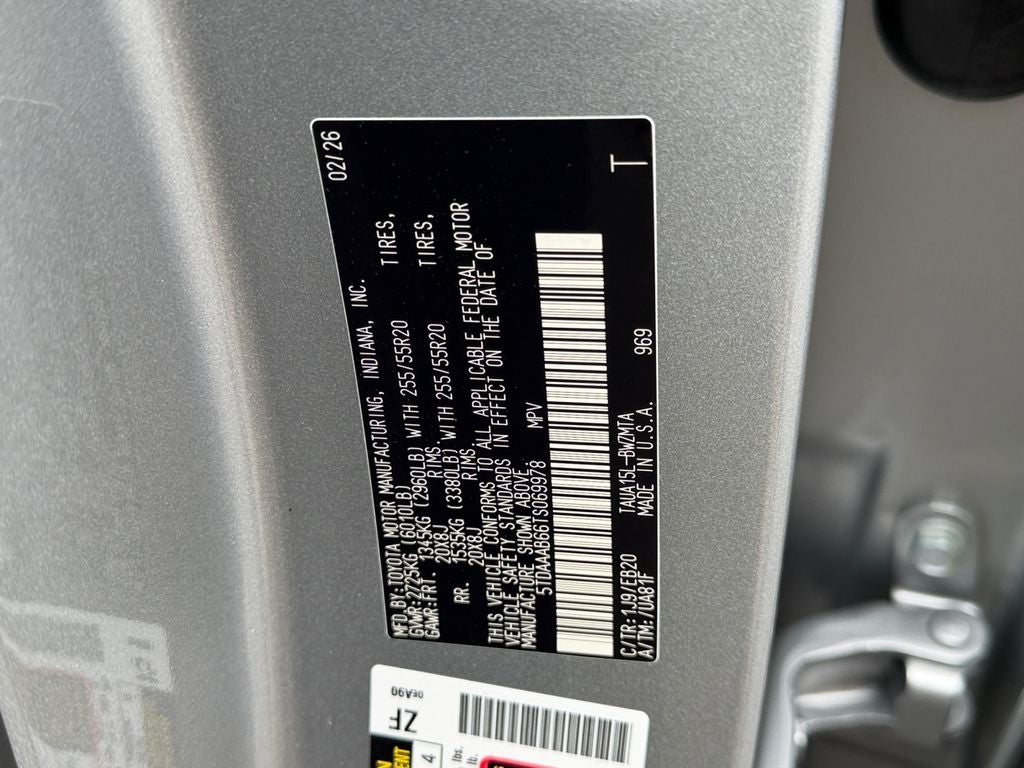 MFD BY:TOYOTA MOTOR MANUFACTURING, INDIANA, INC. 02/26
GVWR:2725KG (6010LB)
GAWR:FRT. 1345KG (2960LB) WITH 255/55R20 TIRES,
20X8J RIMS
RR. 1535KG (3380LB) WITH 255/55R20 TIRES,
20X8J RIMS
THIS VEHICLE CONFORMS TO ALL APPLICABLE FEDERAL MOTOR
VEHICLE SAFETY STANDARDS IN EFFECT ON THE DATE OF
MANUFACTURE SHOWN ABOVE.
5TDAAAB66TS069978 MPV
C/TR:1J9/EB20 TAUA15L-BWZMTA
A/TM:/UA81F MADE IN U.S.A. 969 T
ZF 0EA90
4
lbs.
lb.